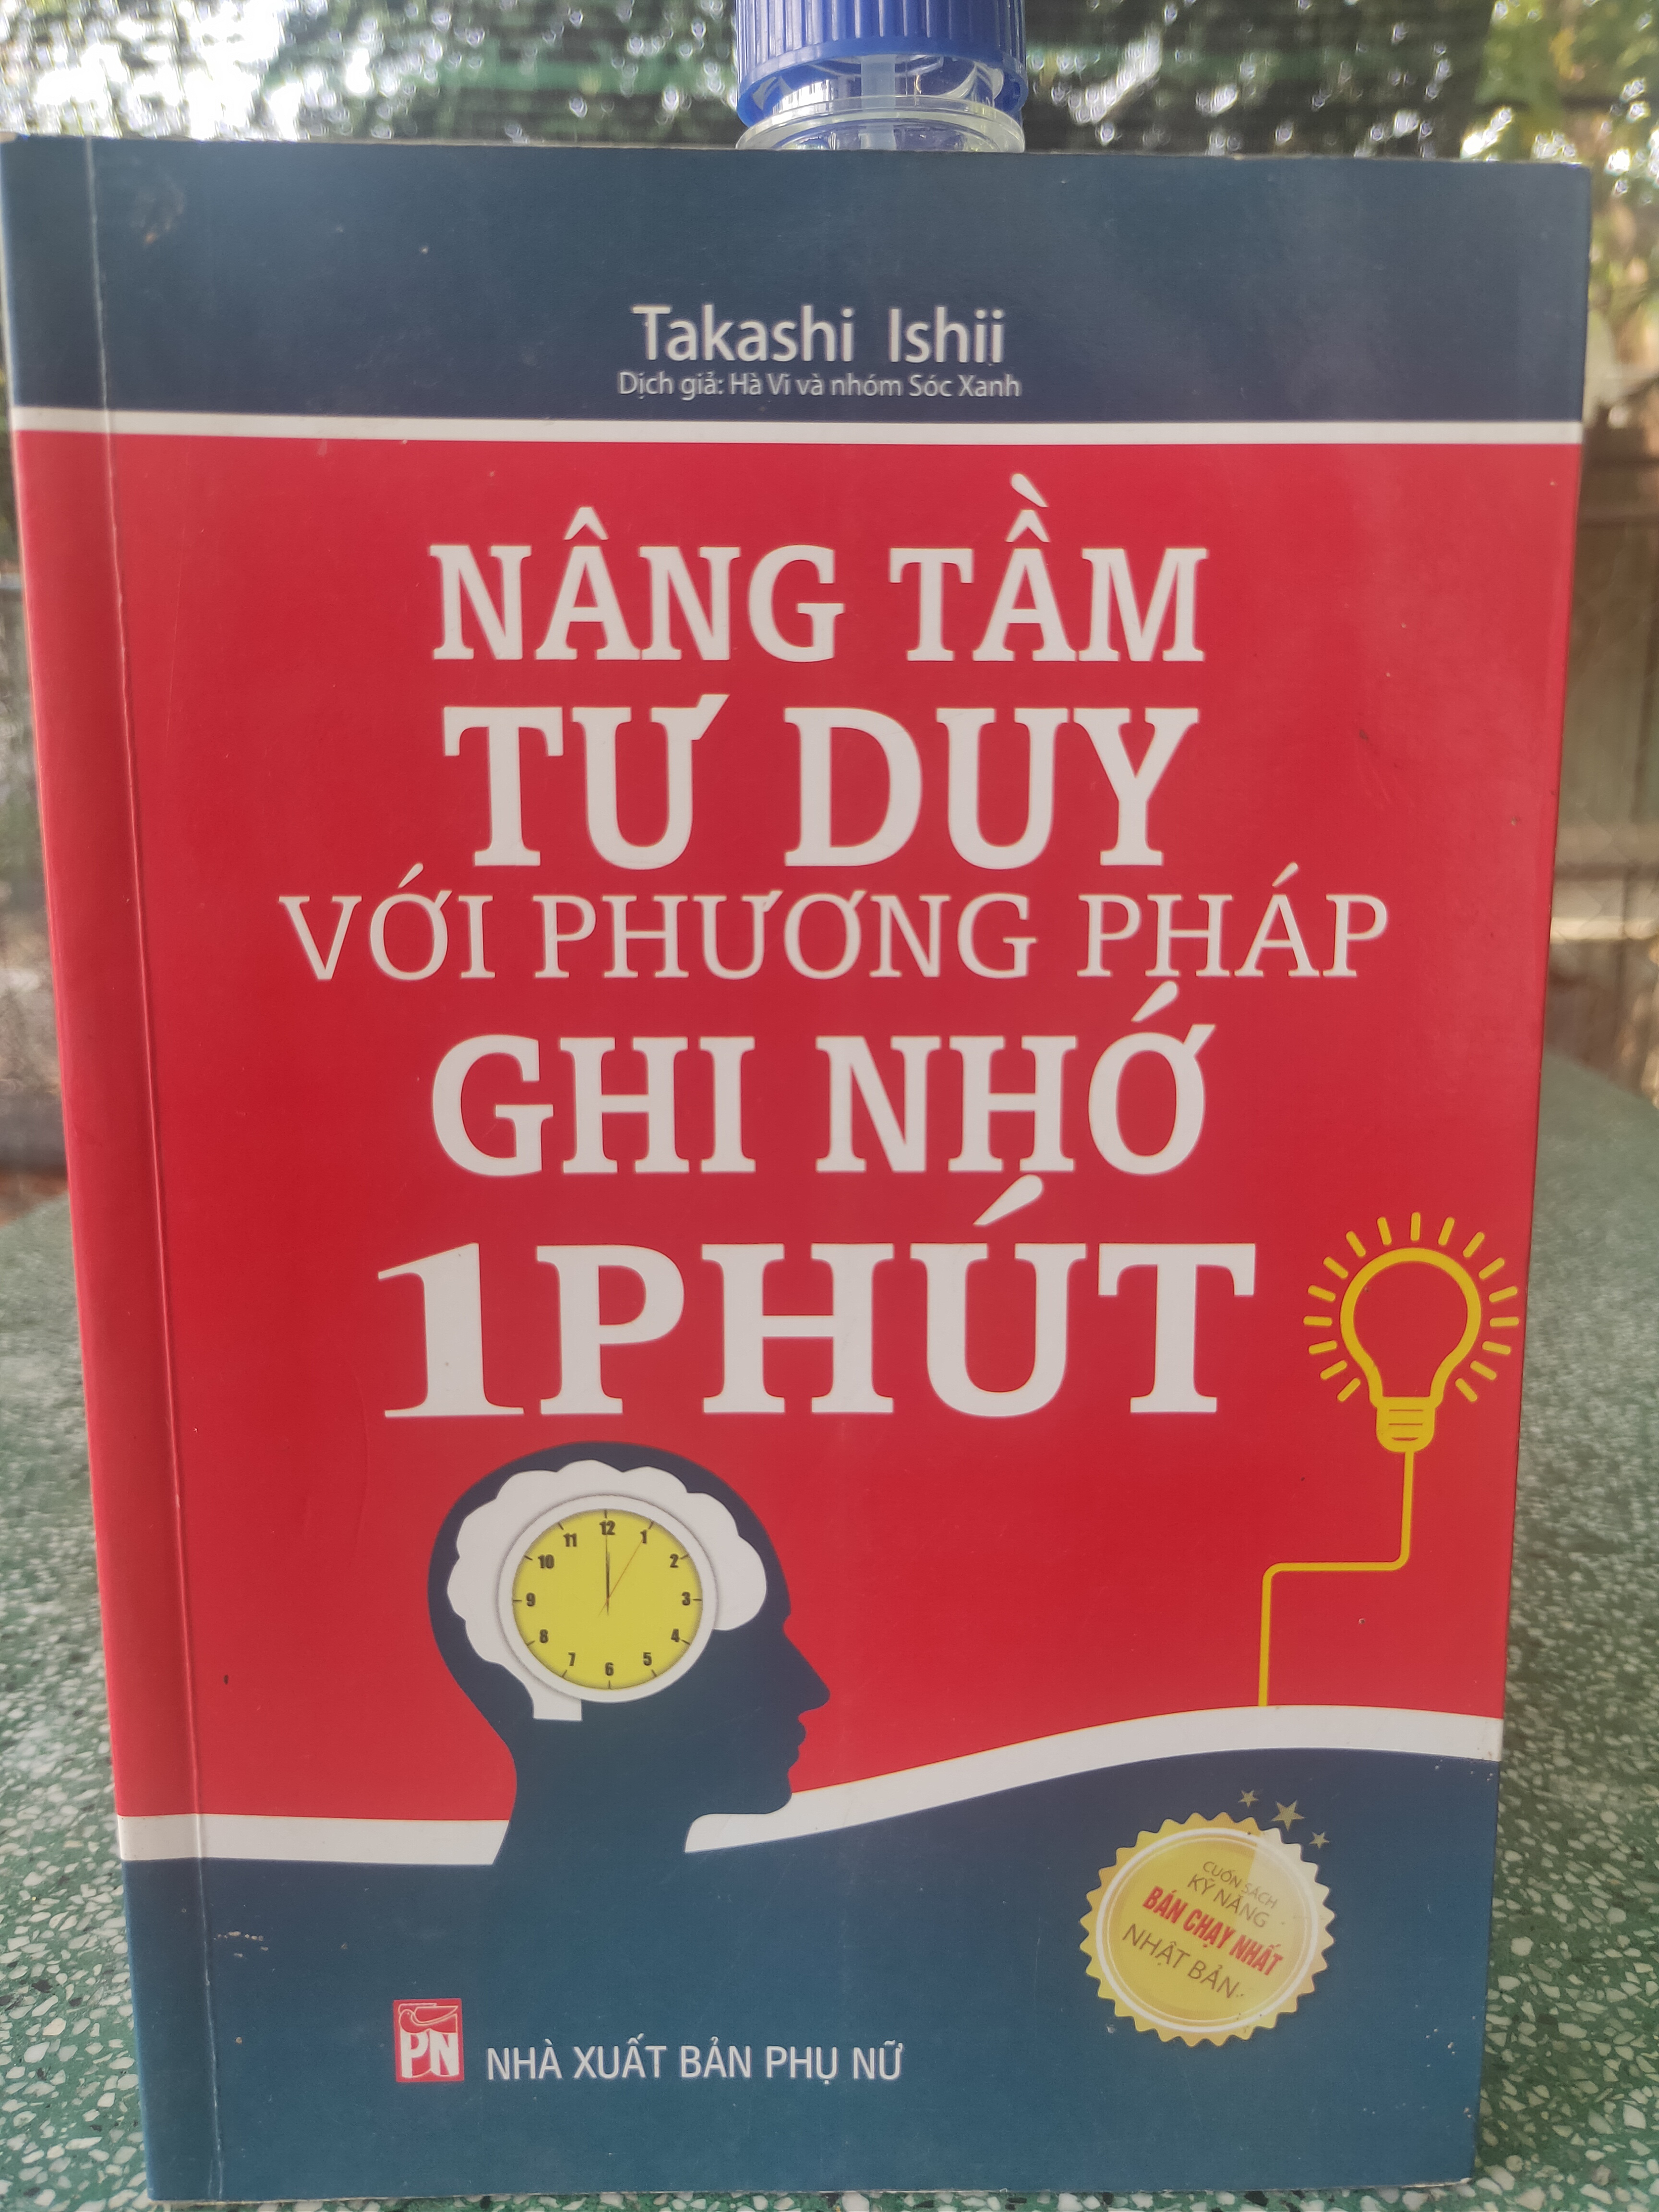 Takashi Ishii
Dịch giả: Hà Vi và nhóm Sóc Xanh
NÂNG TẦM
TƯ DUY
VỚI PHƯƠNG PHÁP
GHI NHỚ
1 PHÚT
12
11 1
10 2
9 3
8 4
7 5
6
CUỐN SÁCH
KỸ NĂNG
BÁN CHẠY NHẤT
NHẬT BẢN
PN
NHÀ XUẤT BẢN PHỤ NỮ